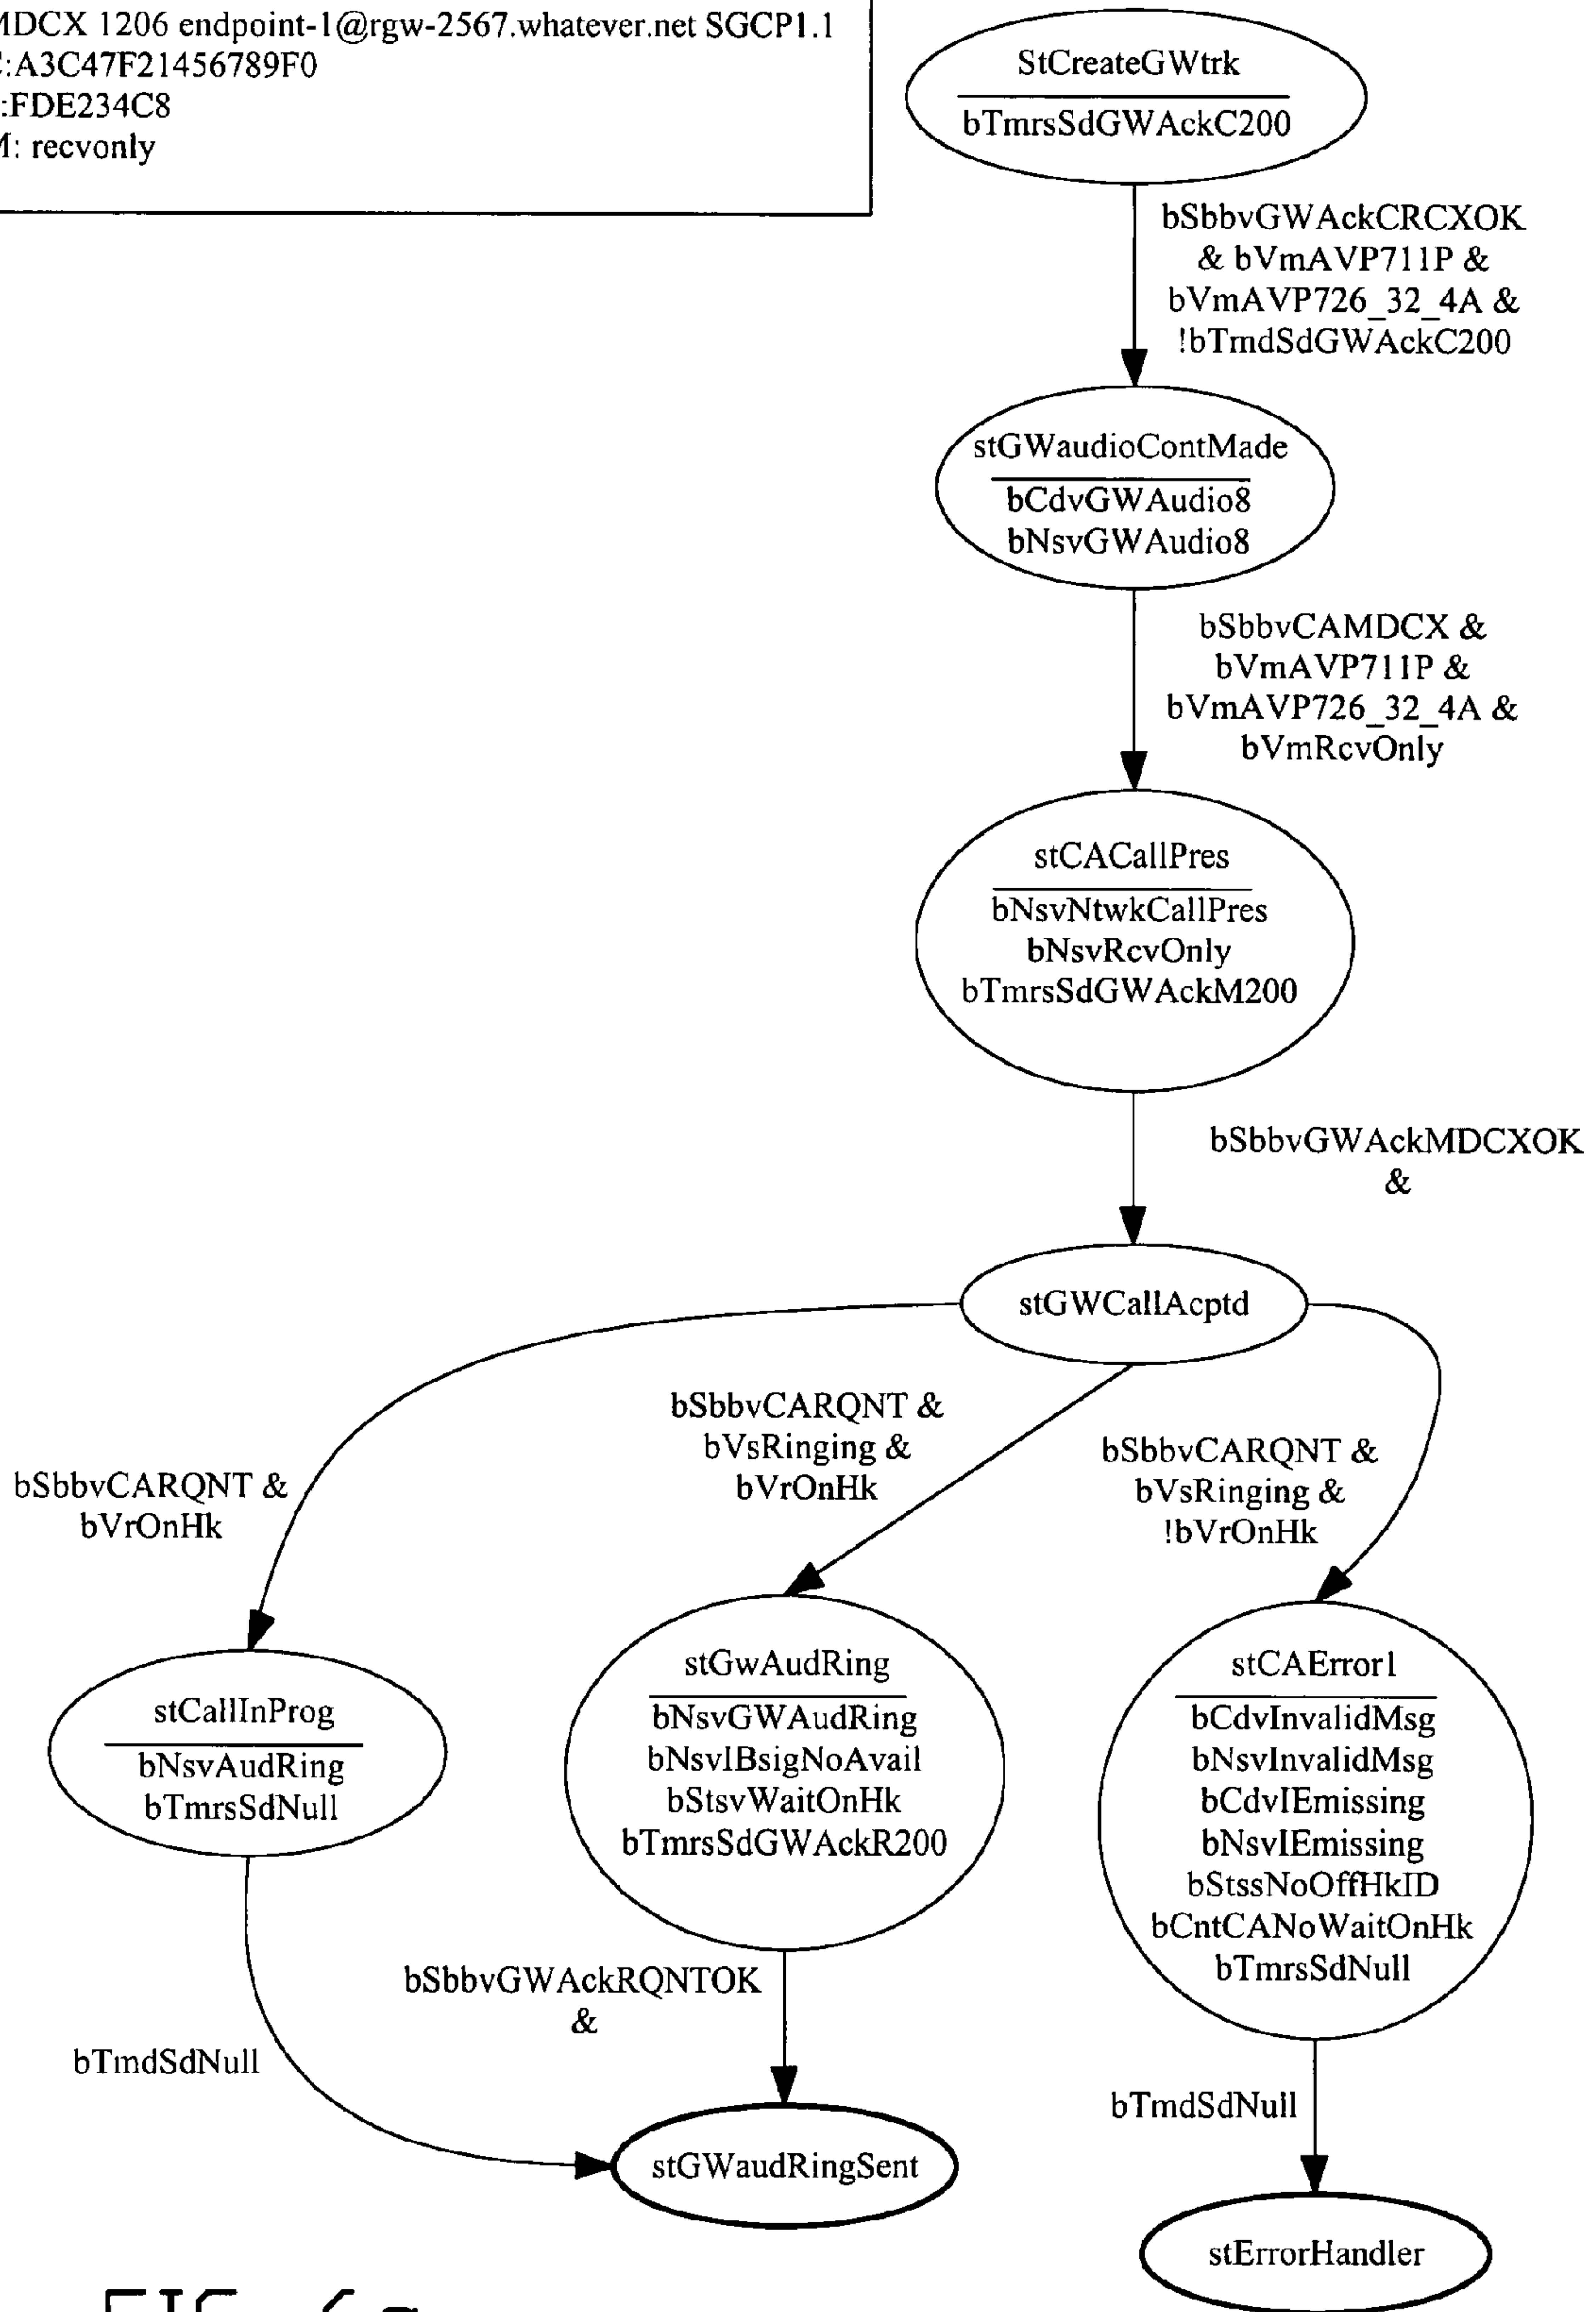 MDCX 1206 endpoint-1@rgw-2567.whatever.net SGCP1.1
:A3C47F21456789F0
:FDE234C8
M: recvonly
StCreateGWtrk
bTmrsSdGWAckC200
bSbbvGWAckCRCXOK
& bVmAVP711P &
bVmAVP726_32_4A &
!bTmdSdGWAckC200
stGWaudioContMade
bCdvGWAudio8
bNsvGWAudio8
bSbbvCAMDCX &
bVmAVP711P &
bVmAVP726_32_4A &
bVmRcvOnly
stCACallPres
bNsvNtwkCallPres
bNsvRcvOnly
bTmrsSdGWAckM200
bSbbvGWAckMDCXOK
&
stGWCallAcptd
bSbbvCARQNT &
bVrOnHk
bSbbvCARQNT &
bVsRinging &
bVrOnHk
bSbbvCARQNT &
bVsRinging &
!bVrOnHk
stCallInProg
bNsvAudRing
bTmrsSdNull
stGwAudRing
bNsvGWAudRing
bNsvIBsigNoAvail
bStsvWaitOnHk
bTmrsSdGWAckR200
stCAError1
bCdvInvalidMsg
bNsvInvalidMsg
bCdvIEmissing
bNsvIEmissing
bStssNoOffHkID
bCntCANoWaitOnHk
bTmrsSdNull
bTmdSdNull
bSbbvGWAckRQNTOK
&
bTmdSdNull
stGWaudRingSent
stErrorHandler